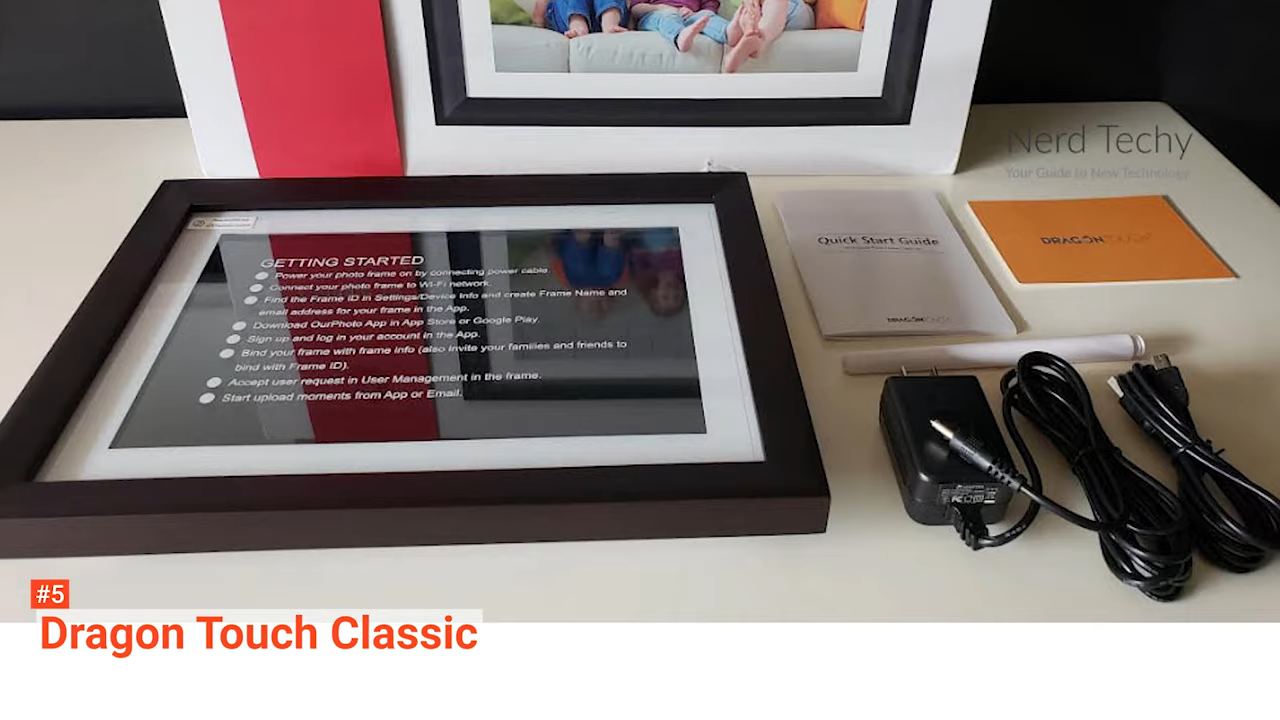 Nerd Techy
Your Guide to New Technology
Quick Start Guide
DRAGONTOUCH
DRAGONTOUCH
GETTING STARTED
Power your photo frame on by connecting power cable.
Connect your photo frame to Wi-Fi network.
Find the Frame ID in Settings/Device Info and create Frame Name and
email address for your frame in the App.
Download OurPhoto App in App Store or Google Play.
Sign up and log in your account in the App.
Bind your frame with frame info (also invite your families and friends to
bind with Frame ID).
Accept user request in User Management in the frame.
Start upload moments from App or Email.
#5
Dragon Touch Classic